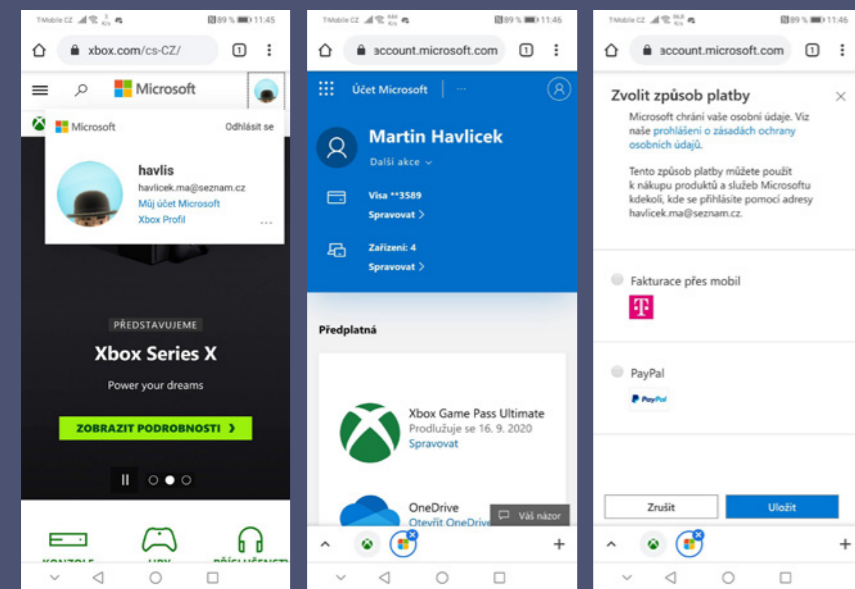 TMobile CZ
89 % 11:45
xbox.com/cs-CZ/
1
Microsoft
Microsoft
Odhlásit se
havlis
havlicek.ma@seznam.cz
Můj účet Microsoft
Xbox Profil
...
PŘEDSTAVUJEME
Xbox Series X
Power your dreams
ZOBRAZIT PODROBNOSTI
KONZOLE
HRY
PŘÍSLUŠENSTVÍ
TMobile CZ
89 % 11:46
account.microsoft.com
1
Účet Microsoft
...
Martin Havlicek
Další akce
Visa **3589
Spravovat
Zařízení: 4
Spravovat
Předplatná
Xbox Game Pass Ultimate
Prodlužuje se 16. 9. 2020
Spravovat
OneDrive
Otevřít OneDrive
Váš názor
TMobile CZ
89 % 11:46
account.microsoft.com
1
Zvolit způsob platby
Microsoft chrání vaše osobní údaje. Viz
naše prohlášení o zásadách ochrany
osobních údajů.
Tento způsob platby můžete použít
k nákupu produktů a služeb Microsoftu
kdekoli, kde se přihlásíte pomocí adresy
havlicek.ma@seznam.cz.
Fakturace přes mobil
T
PayPal
PayPal
Zrušit
Uložit